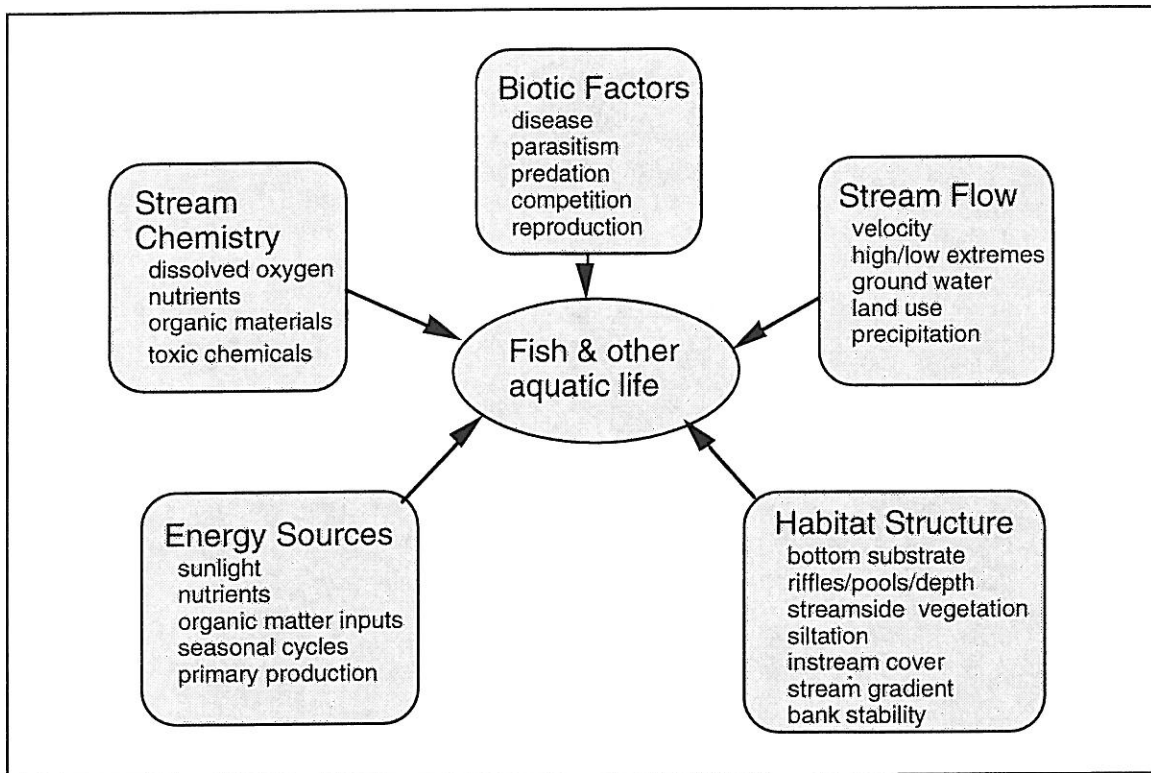 Biotic Factors
disease
parasitism
predation
competition
reproduction
Stream
Chemistry
dissolved oxygen
nutrients
organic materials
toxic chemicals
Stream Flow
velocity
high/low extremes
ground water
land use
precipitation
Fish & other
aquatic life
Energy Sources
sunlight
nutrients
organic matter inputs
seasonal cycles
primary production
Habitat Structure
bottom substrate
riffles/pools/depth
streamside vegetation
siltation
instream cover
stream gradient
bank stability